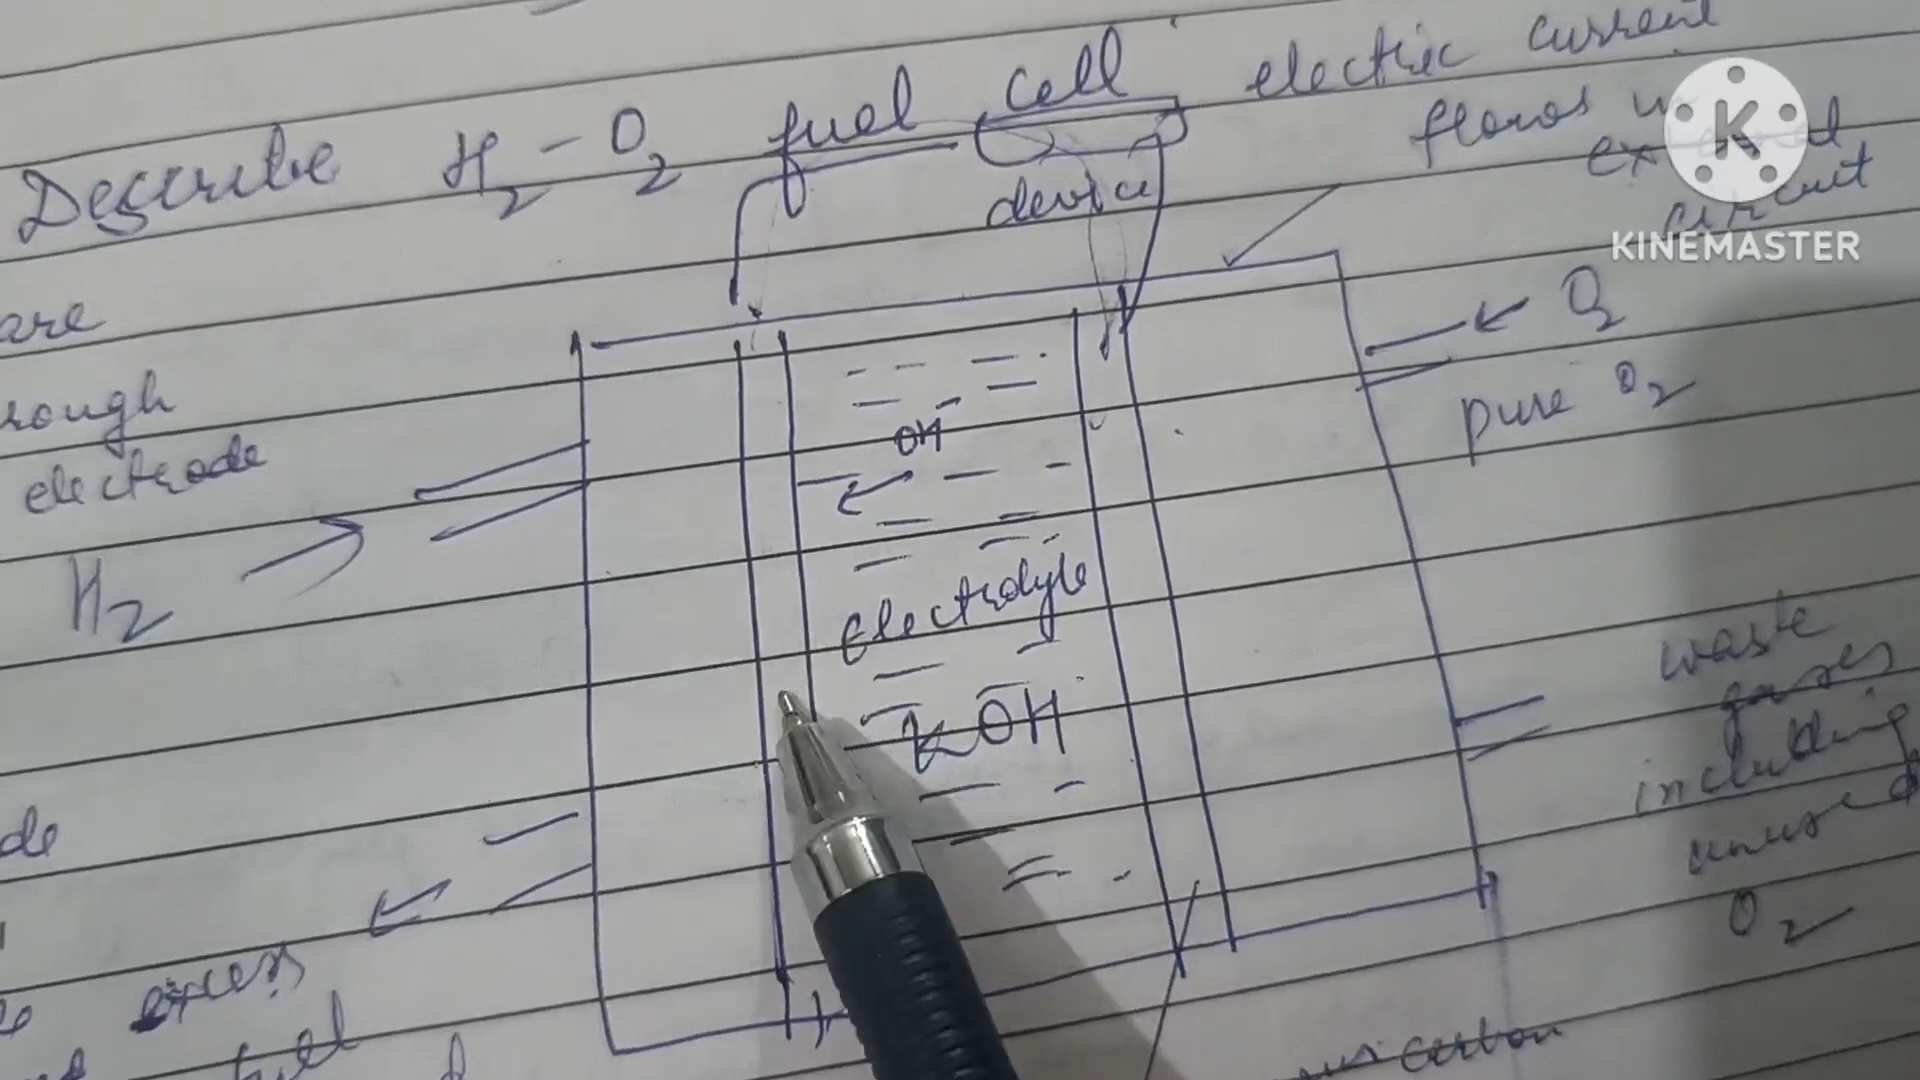 Describe H2 - O2 fuel cell
electric current
flows in
circuit
device
are
rough
electrode
H2
O2
pure O2
OH-
Electrolyte
KOH
waste
gases
including
unused
O2
de
excess
fuel
carbon
K
KINEMASTER